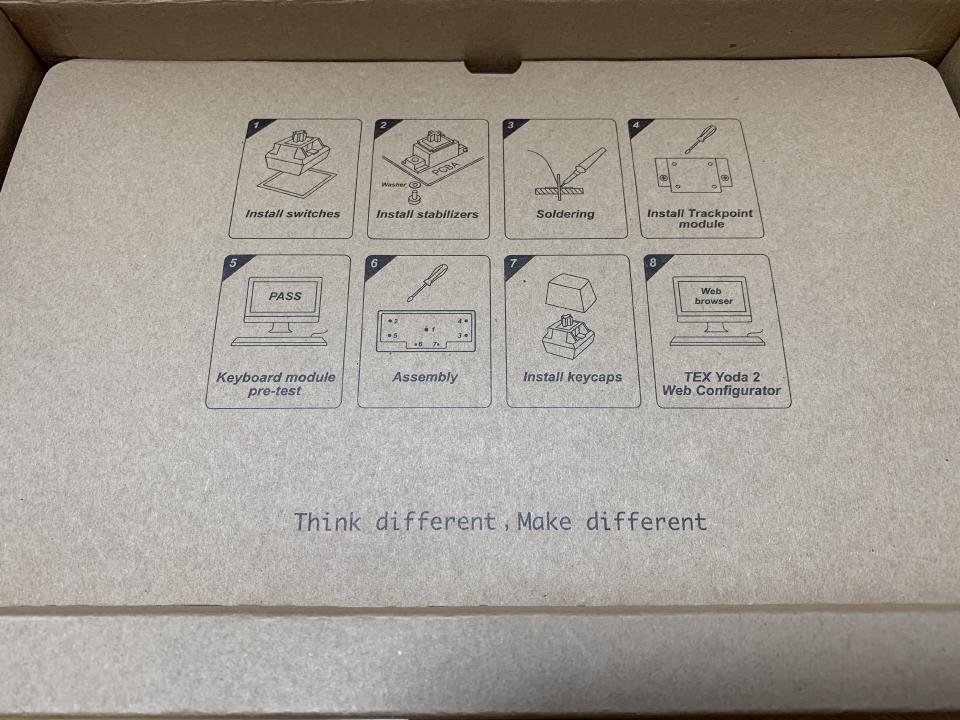 1
2
3
4
PCBA
Washer
Install switches
Install stabilizers
Soldering
Install Trackpoint
module
5
6
7
8
PASS
Web
browser
2
4
1
5
3
6
7
Keyboard module
pre-test
Assembly
Install keycaps
TEX Yoda 2
Web Configurator
Think different, Make different